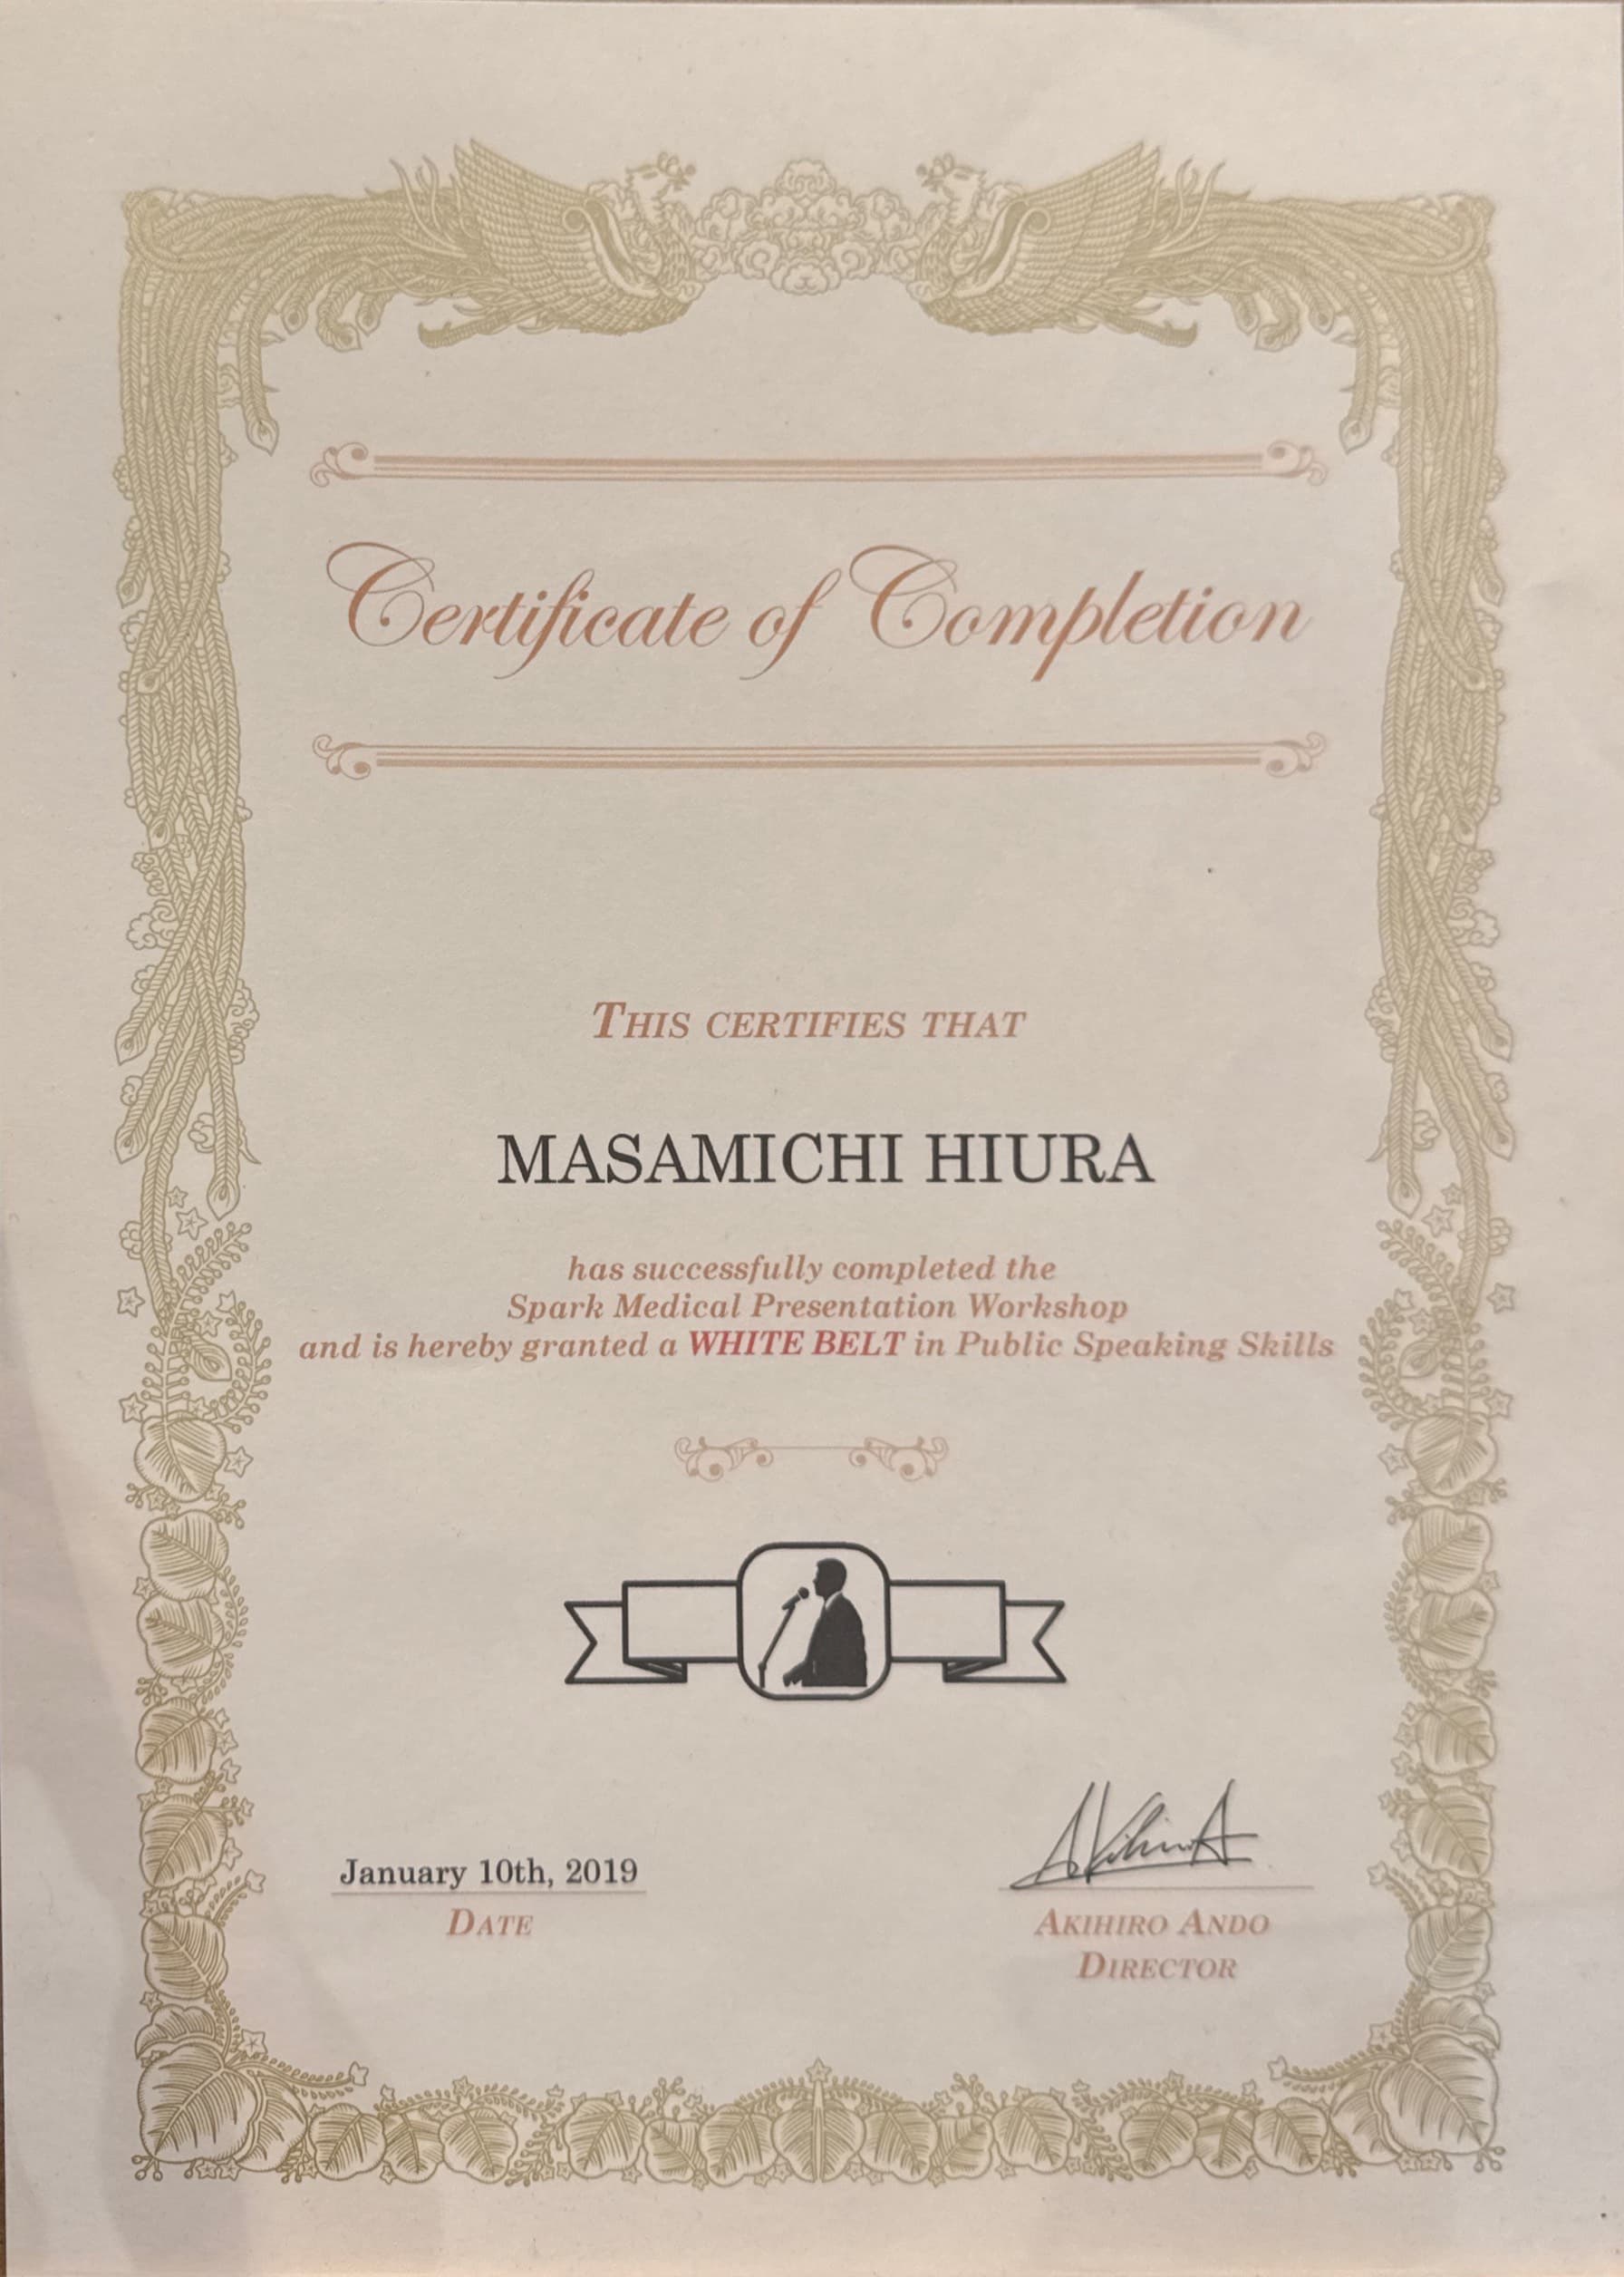 Certificate of Completion
THIS CERTIFIES THAT
MASAMICHI HIURA
has successfully completed the
Spark Medical Presentation Workshop
and is hereby granted a WHITE BELT in Public Speaking Skills
January 10th, 2019
DATE
AkihiroA
AKIHIRO ANDO
DIRECTOR